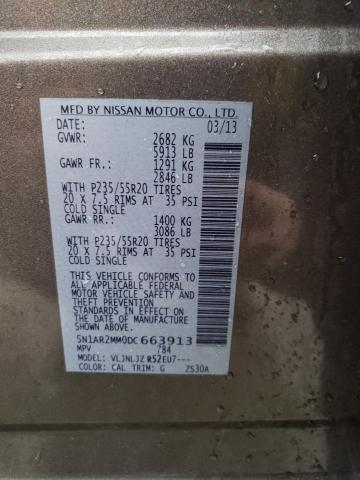 MFD BY NISSAN MOTOR CO., LTD.
DATE: 03/13
GVWR: 2682 KG
5913 LB
GAWR FR.: 1291 KG
2846 LB
WITH P235/55R20 TIRES
20 X 7.5 RIMS AT 35 PSI
COLD SINGLE
GAWR RR.: 1400 KG
3086 LB
WITH P235/55R20 TIRES
20 X 7.5 RIMS AT 35 PSI
COLD SINGLE
THIS VEHICLE CONFORMS TO
ALL APPLICABLE FEDERAL
MOTOR VEHICLE SAFETY AND
THEFT PREVENTION
STANDARDS IN EFFECT ON
THE DATE OF MANUFACTURE
SHOWN ABOVE.
5N1AR2MM0DC663913
MPV 784
MODEL: VLJNLJZ R52EU7---
COLOR: CAL TRIM: G ZS30A